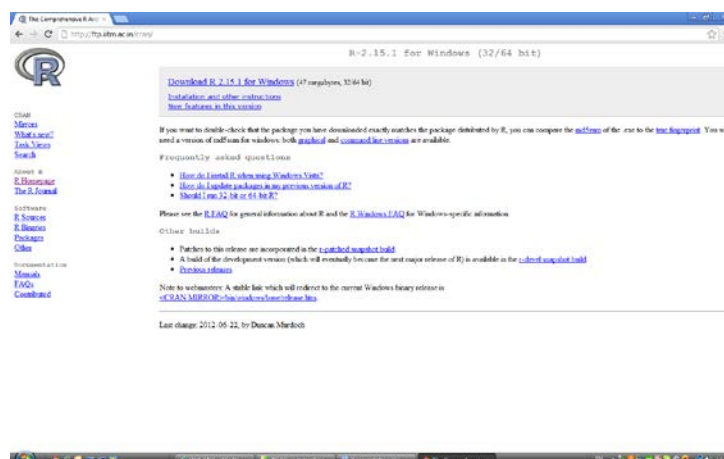 The Comprehensive R Arc
R
R-2.15.1 for Windows (32/64 bit)
Download R 2.15.1 for Windows (47 megabytes, 32/64 bit)
Installation and other instructions
New features in this version
If you want to double-check that the package you have downloaded exactly matches the package distributed by R, you can compare the md5sum of the .exe to the true fingerprint. You w
need a version of md5sum for windows: both graphical and command line versions are available.
Frequently asked questions
How do I install R when using Windows Vista?
How do I update packages in my previous version of R?
Should I run 32-bit or 64-bit R?
Please see the R FAQ for general information about R and the R Windows FAQ for Windows-specific information.
Other builds
Patches to this release are incorporated in the r-patched snapshot build.
A build of the development version (which will eventually become the next major release of R) is available in the r-devel snapshot build.
Previous releases
Note to webmasters: A stable link which will redirect to the current Windows binary release is
<CRAN MIRROR>/bin/windows/base/release.htm.
Last change: 2012-06-22, by Duncan Murdoch
CRAN
Mirrors
What's new?
Task Views
Search
About R
R Homepage
The R Journal
Software
R Sources
R Binaries
Packages
Other
Documentation
Manuals
FAQs
Contributed